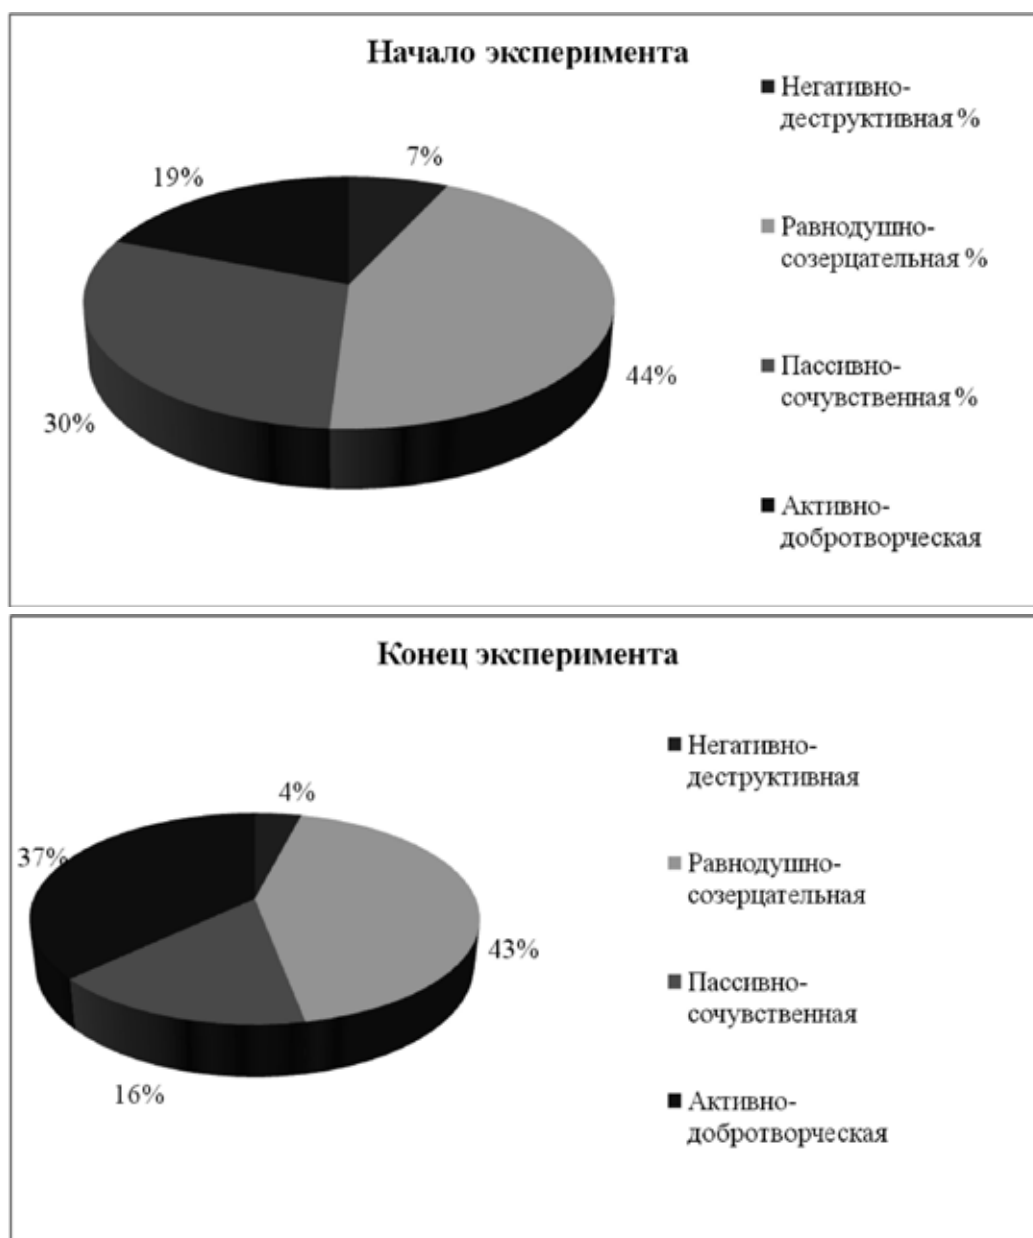 Начало эксперимента
Негативно-
деструктивная %
7%
19%
Равнодушно-
созерцательная %
Пассивно-
сочувственная %
44%
30%
Активно-
добротворческая
Конец эксперимента
Негативно-
деструктивная
4%
37%
Равнодушно-
созерцательная
43%
Пассивно-
сочувственная
16%
Активно-
добротворческая